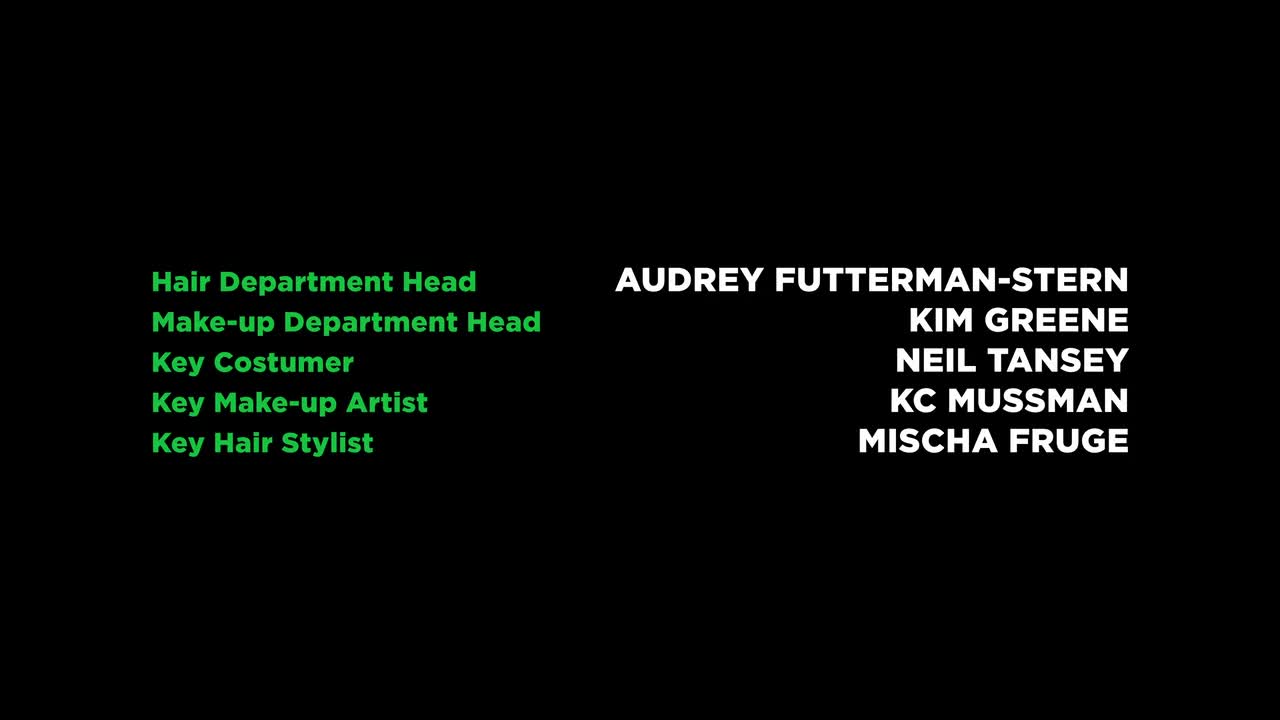 Hair Department Head AUDREY FUTTERMAN-STERN
Make-up Department Head KIM GREENE
Key Costumer NEIL TANSEY
Key Make-up Artist KC MUSSMAN
Key Hair Stylist MISCHA FRUGE